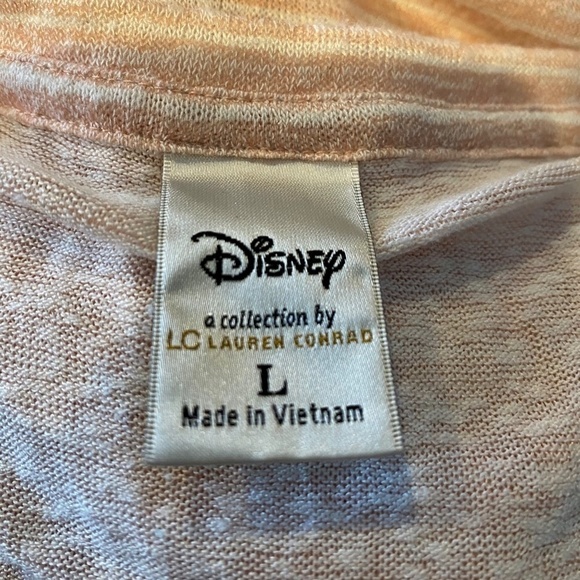 Disney
a collection by
LC LAUREN CONRAD
L
Made in Vietnam